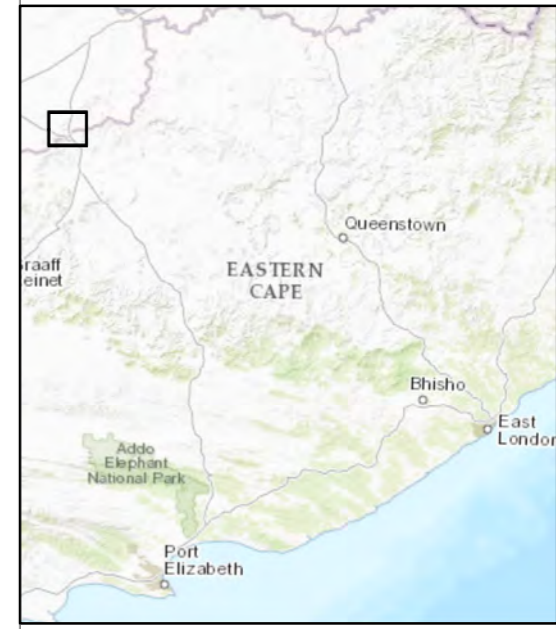 Queenstown
raaff
einet
EASTERN
CAPE
Bhisho
East
London
Addo
Elephant
National Park
Port
Elizabeth